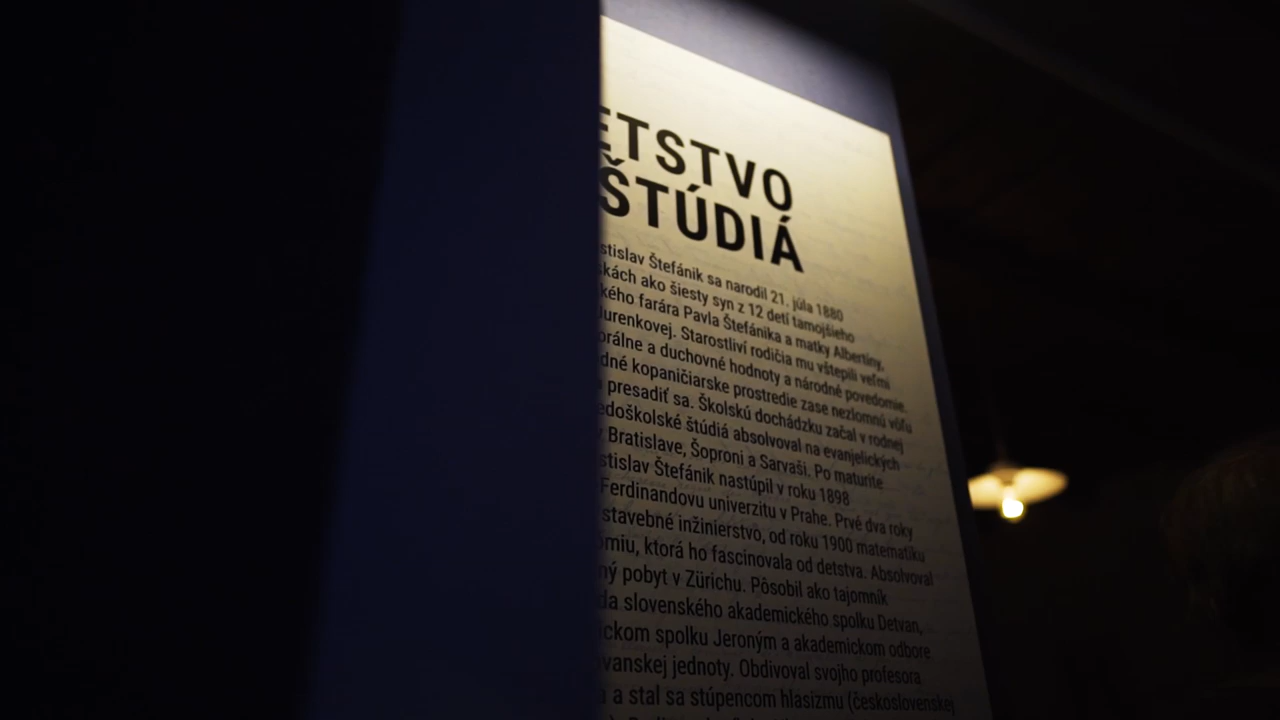 ETSTVO
ŠTÚDIÁ
stislav Štefánik sa narodil 21. júla 1880
kách ako šiesty syn z 12 detí tamojšieho
kého farára Pavla Štefánika a matky Albertíny,
Jurenkovej. Starostliví rodičia mu vštepili veľmi
orálne a duchovné hodnoty a národné povedomie.
dné kopaničiarske prostredie zase nezlomnú vôľu
presadiť sa. Školskú dochádzku začal v rodnej
edoškolské štúdiá absolvoval na evanjelických
v Bratislave, Šoproni a Sarvaši. Po maturite
stislav Štefánik nastúpil v roku 1898
Ferdinandovu univerzitu v Prahe. Prvé dva roky
stavebné inžinierstvo, od roku 1900 matematiku
ómiu, ktorá ho fascinovala od detstva. Absolvoval
ný pobyt v Zürichu. Pôsobil ako tajomník
da slovenského akademického spolku Detvan,
ickom spolku Jeroným a akademickom odbore
ovanskej jednoty. Obdivoval svojho profesora
a a stal sa stúpencom hlasizmu (československej